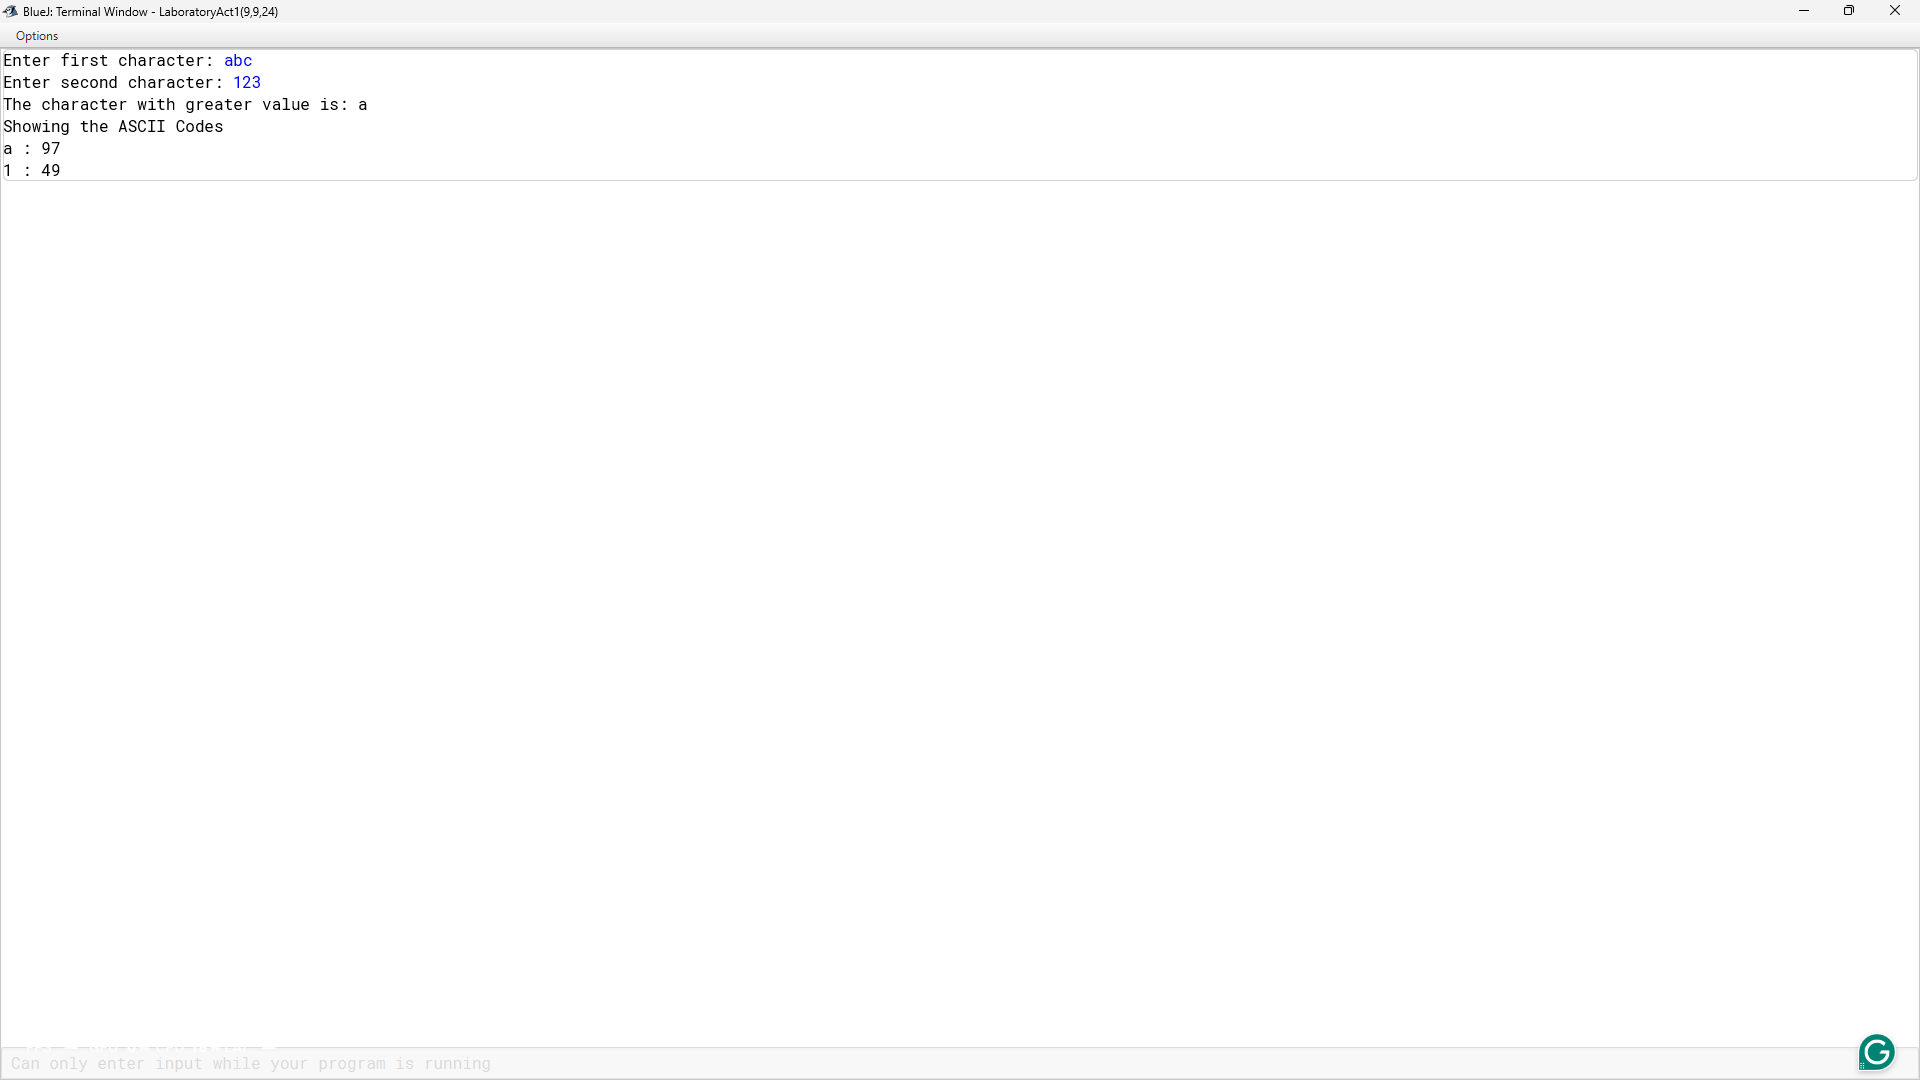 BlueJ: Terminal Window - LaboratoryAct1(9,9,24)
Options
Enter first character: abc
Enter second character: 123
The character with greater value is: a
Showing the ASCII Codes
a : 97
1 : 49
Can only enter input while your program is running